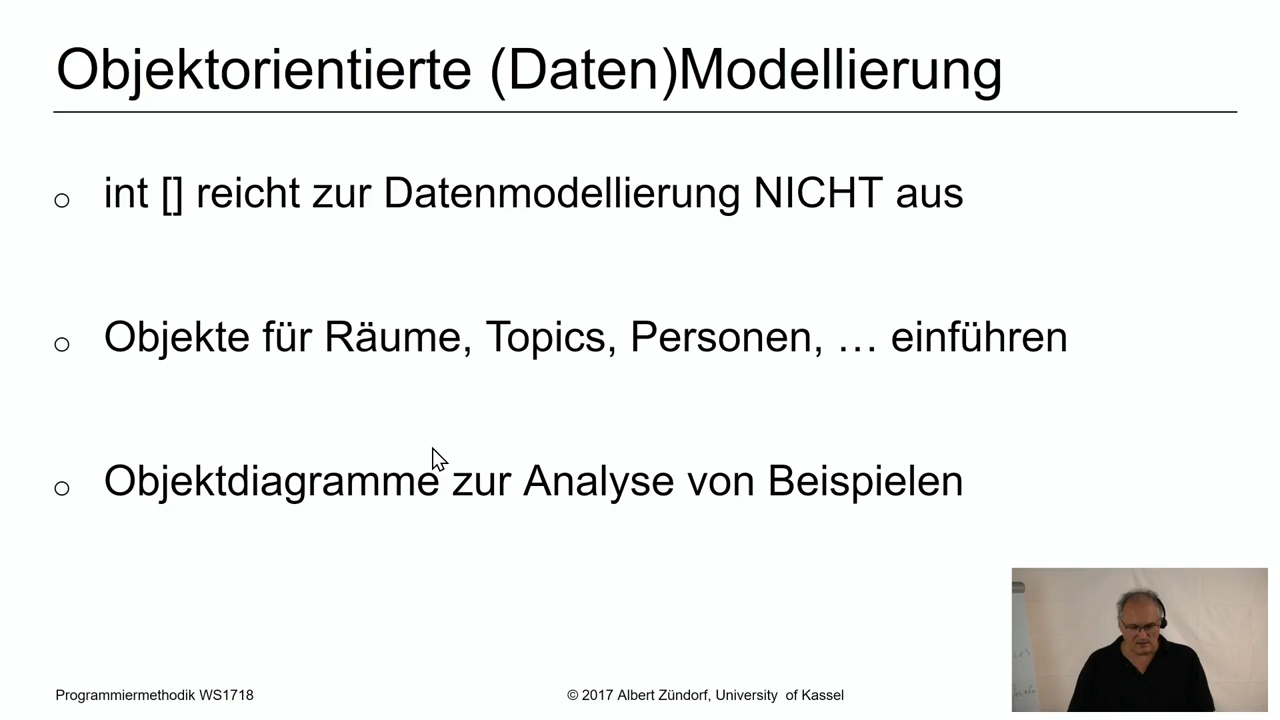 Objektorientierte (Daten)Modellierung
int [] reicht zur Datenmodellierung NICHT aus
Objekte für Räume, Topics, Personen, … einführen
Objektdiagramme zur Analyse von Beispielen
Programmiermethodik WS1718
© 2017 Albert Zündorf, University of Kassel